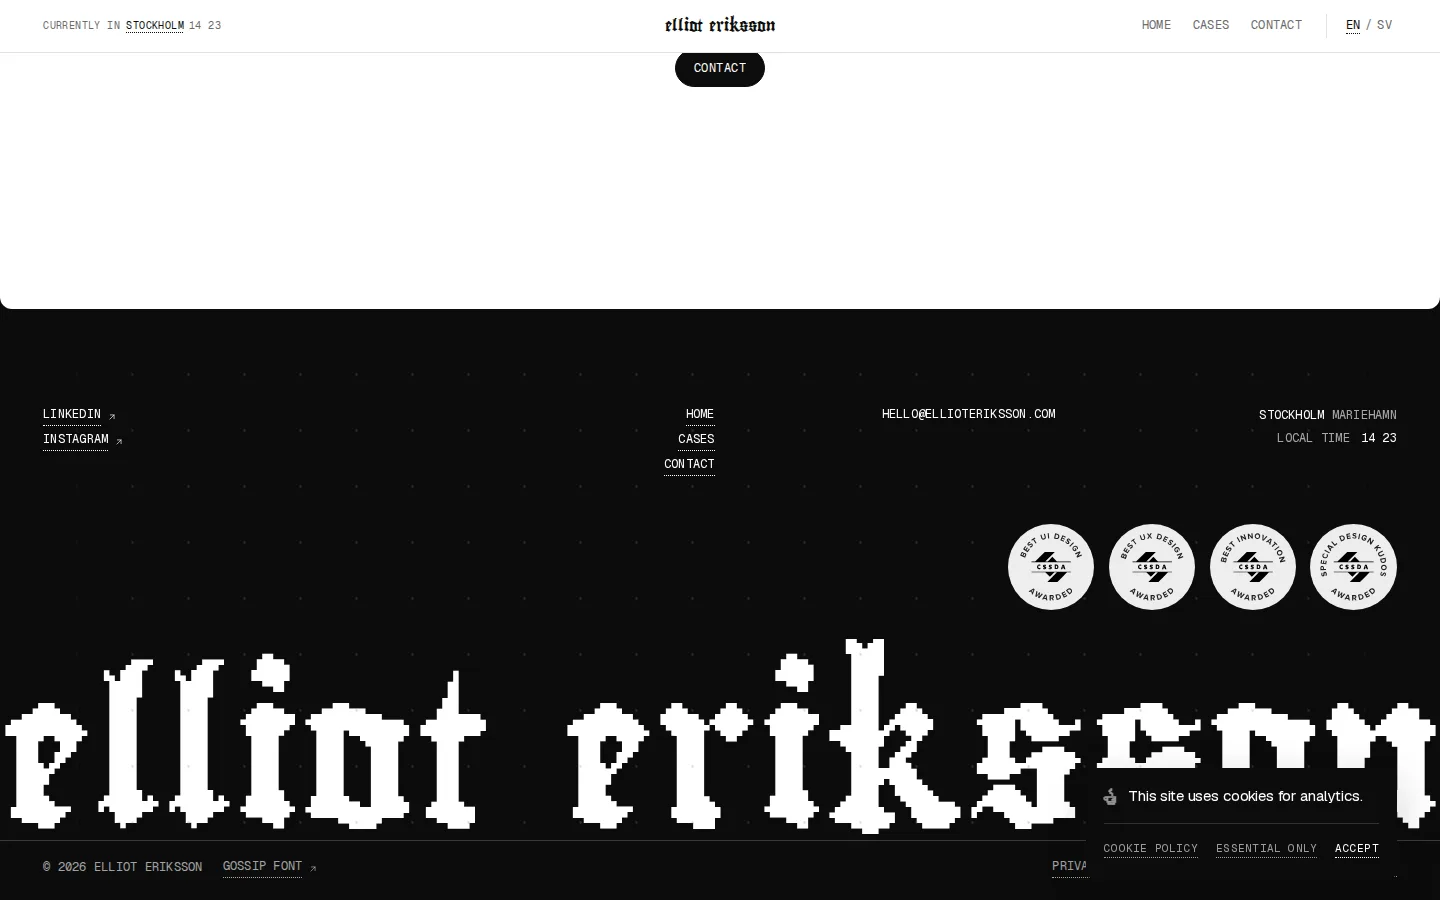 CURRENTLY IN STOCKHOLM 14 23
elliot eriksson
HOME CASES CONTACT EN / SV
CONTACT
LINKEDIN
INSTAGRAM
HOME
CASES
CONTACT
HELLO@ELLIOTERIKSSON.COM
STOCKHOLM MARIEHAMN
LOCAL TIME 14 23
BEST UI DESIGN
CSSDA
AWARDED
BEST UX DESIGN
CSSDA
AWARDED
BEST INNOVATION
CSSDA
AWARDED
SPECIAL DESIGN KUDOS
CSSDA
AWARDED
elliot eriksson
This site uses cookies for analytics.
COOKIE POLICY ESSENTIAL ONLY ACCEPT
© 2026 ELLIOT ERIKSSON GOSSIP FONT